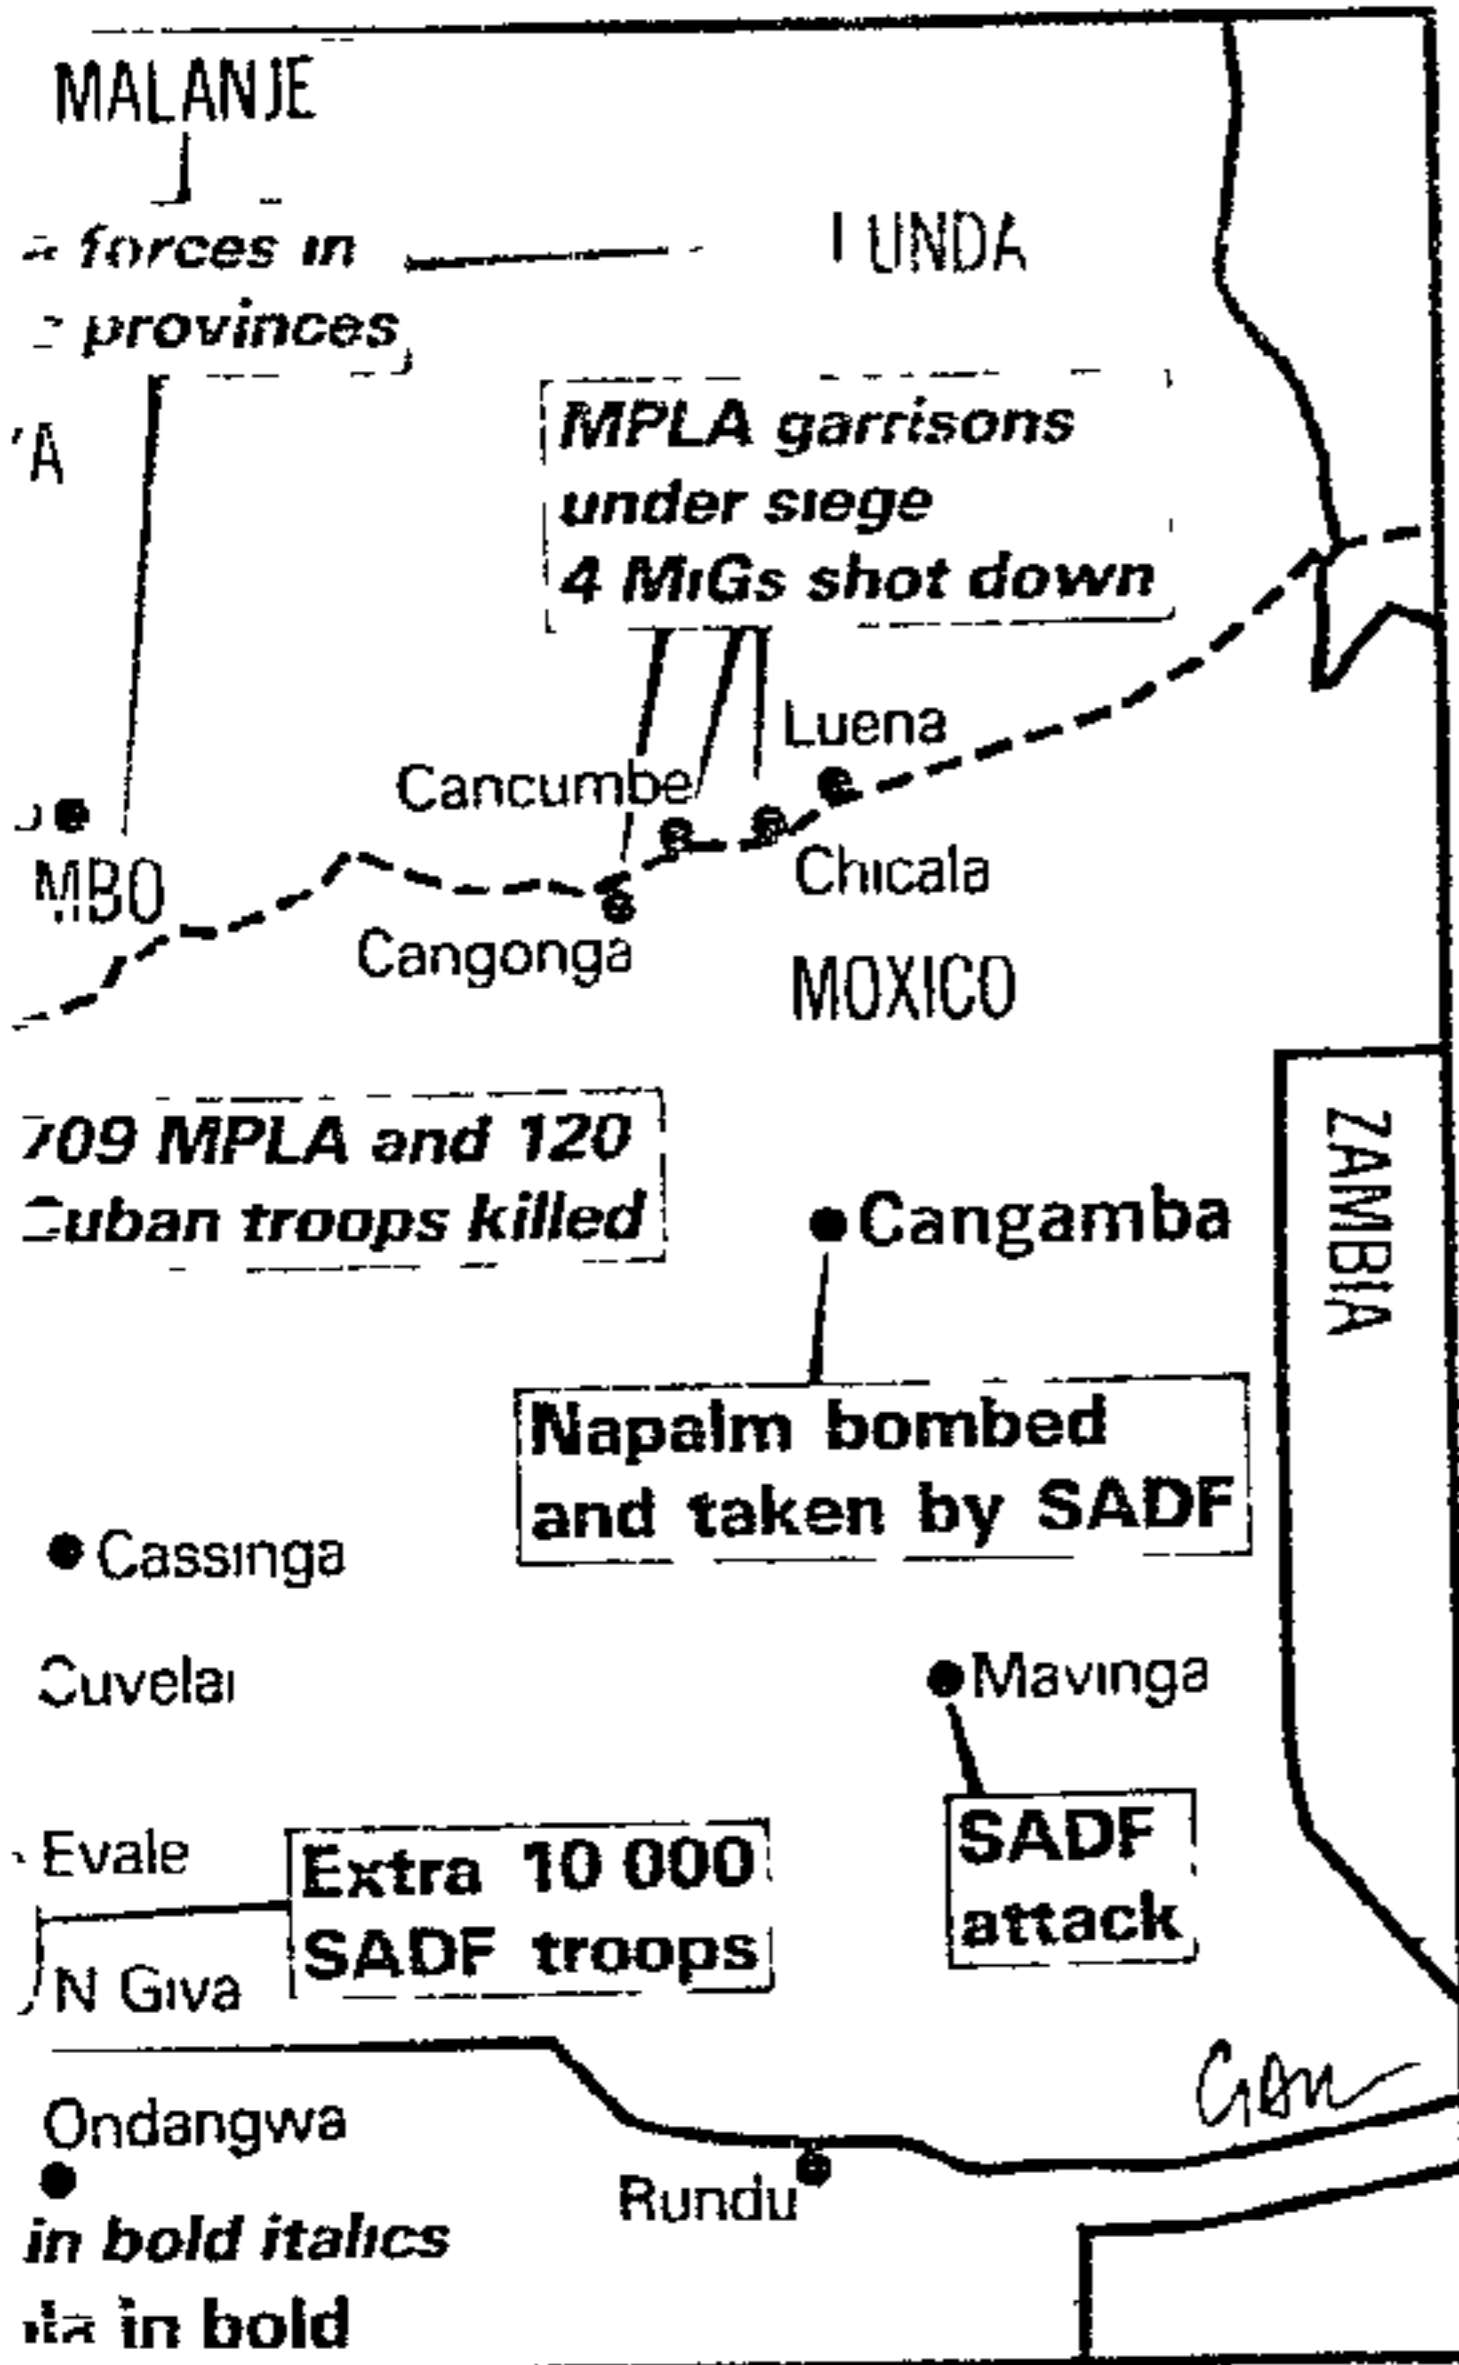 MALANJE
forces in
provinces
LUNDA
MPLA garrisons
under siege
4 MiGs shot down
Luena
Cancumbe
MBO
Chicala
Cangonga
MOXICO
709 MPLA and 120
Cuban troops killed
Cangamba
ZAMBIA
Napalm bombed
and taken by SADF
Cassinga
Cuvelai
Mavinga
Evale
Extra 10 000
SADF troops
SADF
attack
N Giva
Ondangwa
Rundu
in bold italics
in bold